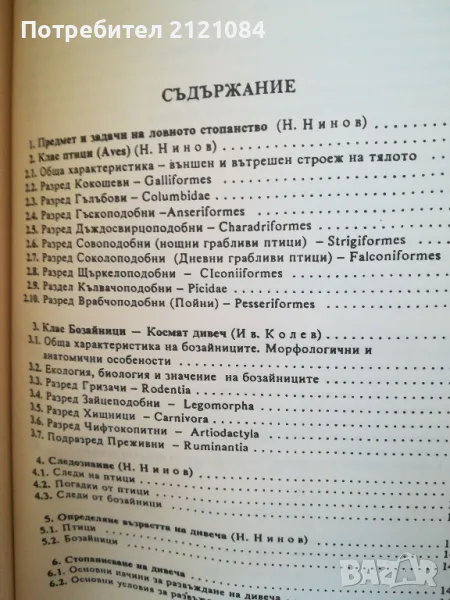 Потребител 2121084
СЪДЪРЖАНИЕ
1. Предмет и задачи на ловното стопанство (Н. Нинов)
2. Клас птици (Aves) (Н. Нинов)
2.1. Обща характеристика – външен и вътрешен строеж на тялото
2.2. Разред Кокошеви – Galliformes
2.3. Разред Гълъбови – Columbidae
2.4. Разред Гъскоподобни – Anseriformes
2.5. Разред Дъждосвирцоподобни – Charadriformes
2.6. Разред Совоподобни (нощни грабливи птици) – Strigiformes
2.7. Разред Соколоподобни (Дневни грабливи птици) – Falconiformes
2.8. Разред Щъркелоподобни – CIconiiformes
2.9. Раздел Кълвачоподобни – Picidae
2.10. Разред Врабчоподобни (Пойни) – Pesseriformes
3. Клас Бозайници – Космат дивеч (Ив. Колев)
3.1. Обща характеристика на бозайниците. Морфологични и
анатомични особености
3.2. Екология, биология и значение на бозайниците
3.3. Разред Гризачи – Rodentia
3.4. Разред Зайцеподобни – Legomorpha
3.5. Разред Хищници – Carnivora
3.6. Разред Чифтокопитни – Artiodactyla
3.7. Подразред Преживни – Ruminantia
4. Следознание (Н. Нинов)
4.1. Следи на птици
4.2. Погадки от птици
4.3. Следи от бозайници
5. Определяне възрастта на дивеча (Н. Нинов)
5.1. Птици
5.2. Бозайници
6. Стопанисване на дивеча
6.1. Основни начини за развъждане на дивеча
6.2. Основни условия за развъждане
bazar